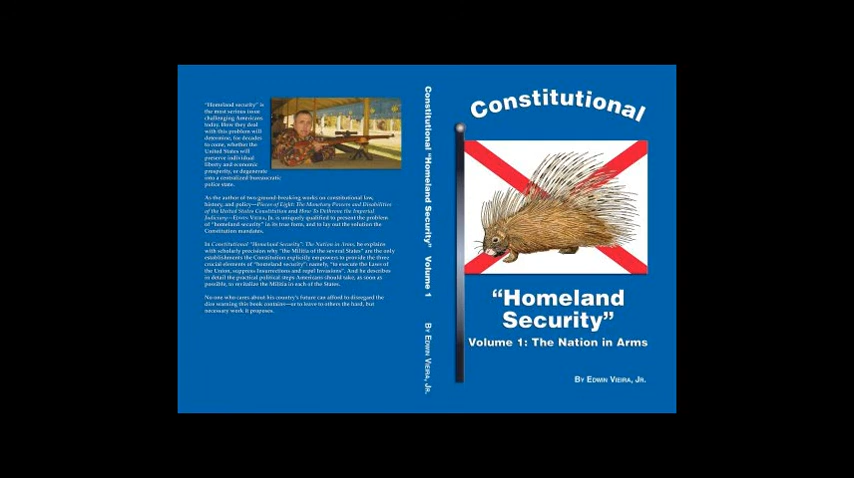 "Homeland security" is
the most serious issue
challenging Americans
today. How they deal
with this problem will
determine, for decades
to come, whether the
United States will
preserve individual
liberty and economic
prosperity, or degenerate
into a centralized bureaucratic
police state.
As the author of two ground-breaking works on constitutional law,
history, and policy—Pieces of Eight: The Monetary Powers and Disabilities
of the United States Constitution and How To Dethrone the Imperial
Judiciary—EDWIN VIEIRA, JR. is uniquely qualified to present the problem
of "homeland security" in its true form, and to lay out the solution the
Constitution mandates.
In Constitutional "Homeland Security": The Nation in Arms, he explains
with scholarly precision why "the Militia of the several States" are the only
establishments the Constitution explicitly empowers to provide the three
crucial elements of "homeland security": namely, "to execute the Laws of
the Union, suppress Insurrections and repel Invasions". And he describes
in detail the practical political steps Americans should take, as soon as
possible, to revitalize the Militia in each of the States.
No one who cares about his country's future can afford to disregard the
dire warning this book contains—or to leave to others the hard, but
necessary work it proposes.
Constitutional "Homeland Security" Volume 1 BY EDWIN VIEIRA, JR.
Constitutional
"Homeland
Security"
Volume 1: The Nation in Arms
BY EDWIN VIEIRA, JR.